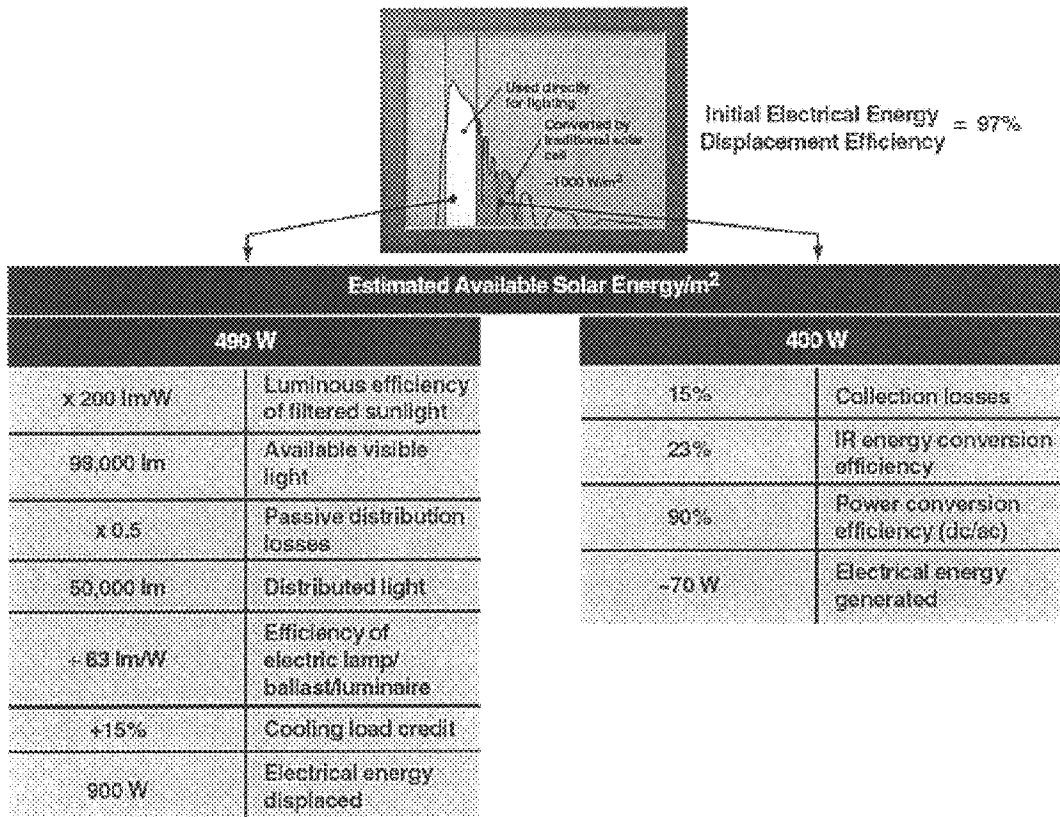 Used directly
for lighting
Converted by
traditional solar
cell
~1000 W/m²
Initial Electrical Energy
Displacement Efficiency = 97%
Estimated Available Solar Energy/m²
490 W
x 200 lm/W Luminous efficiency
of filtered sunlight
98,000 lm Available visible
light
x 0.5 Passive distribution
losses
50,000 lm Distributed light
÷ 63 lm/W Efficiency of
electric lamp/
ballast/luminaire
+15% Cooling load credit
900 W Electrical energy
displaced
400 W
15% Collection losses
23% IR energy conversion
efficiency
90% Power conversion
efficiency (dc/ac)
~70 W Electrical energy
generated